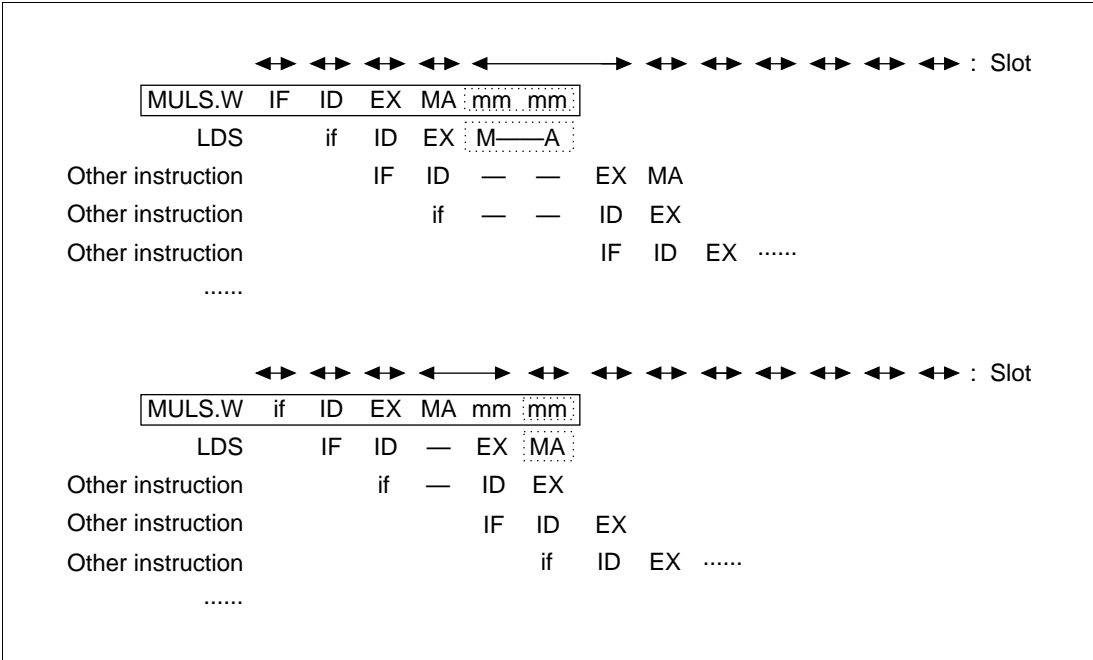 : Slot
MULS.W IF ID EX MA mm mm
LDS if ID EX M——A
Other instruction IF ID — — EX MA
Other instruction if — — ID EX
Other instruction IF ID EX ......
......
: Slot
MULS.W if ID EX MA mm mm
LDS IF ID — EX MA
Other instruction if — ID EX
Other instruction IF ID EX
Other instruction if ID EX ......
......